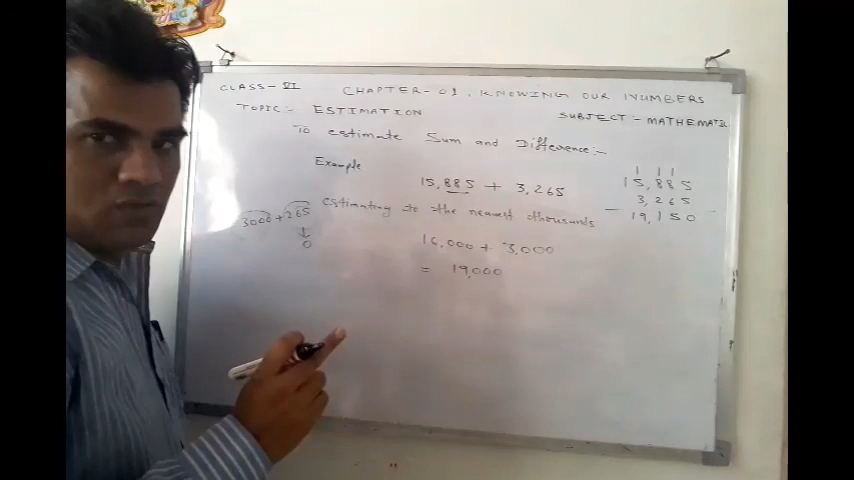 CLASS - VI CHAPTER - 01. KNOWING OUR NUMBERS
TOPIC :- ESTIMATION SUBJECT :- MATHEMATIC
To estimate Sum and Difference :-
Example
15,885 + 3,265
estimating to the nearest thousands
16,000 + 3,000
= 19,000
3000 + 265
↓
0
1 1 1
15,885
3,265
19,150